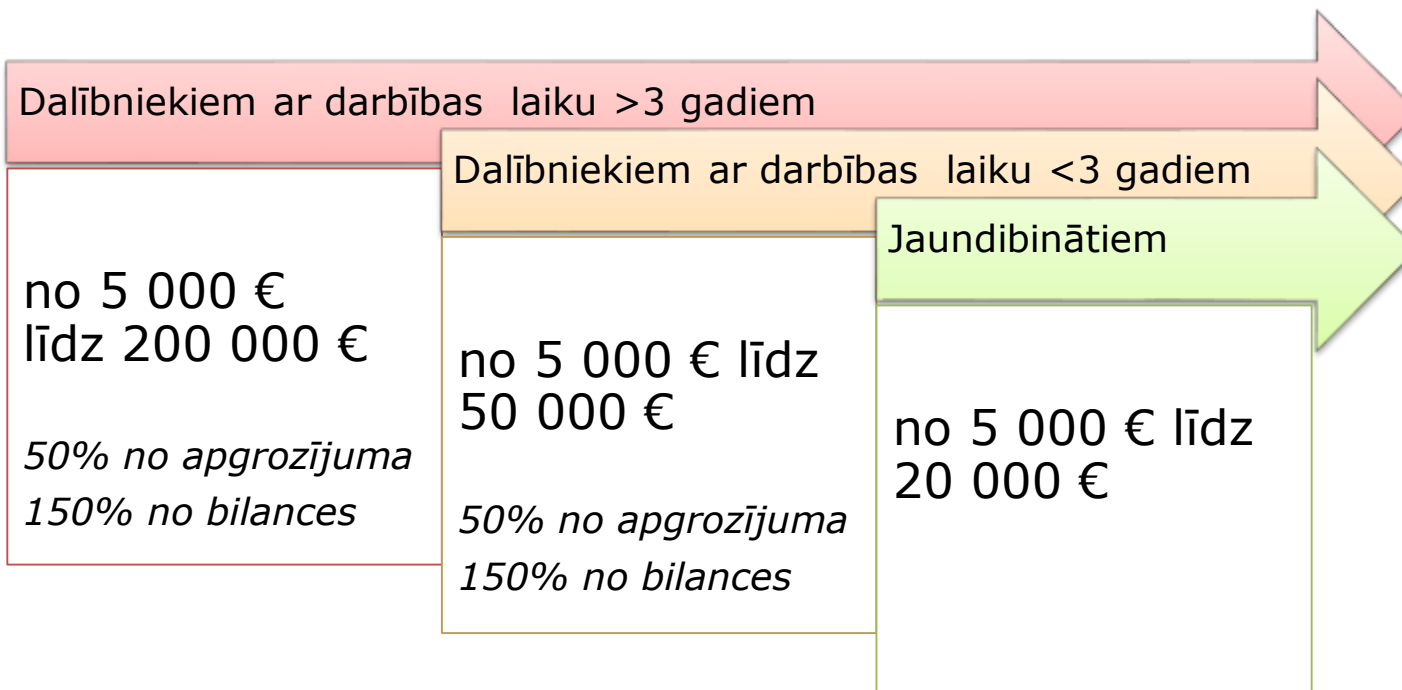 Dalībniekiem ar darbības laiku >3 gadiem
no 5 000 €
līdz 200 000 €
50% no apgrozījuma
150% no bilances
Dalībniekiem ar darbības laiku <3 gadiem
no 5 000 € līdz
50 000 €
50% no apgrozījuma
150% no bilances
Jaundibinātiem
no 5 000 € līdz
20 000 €